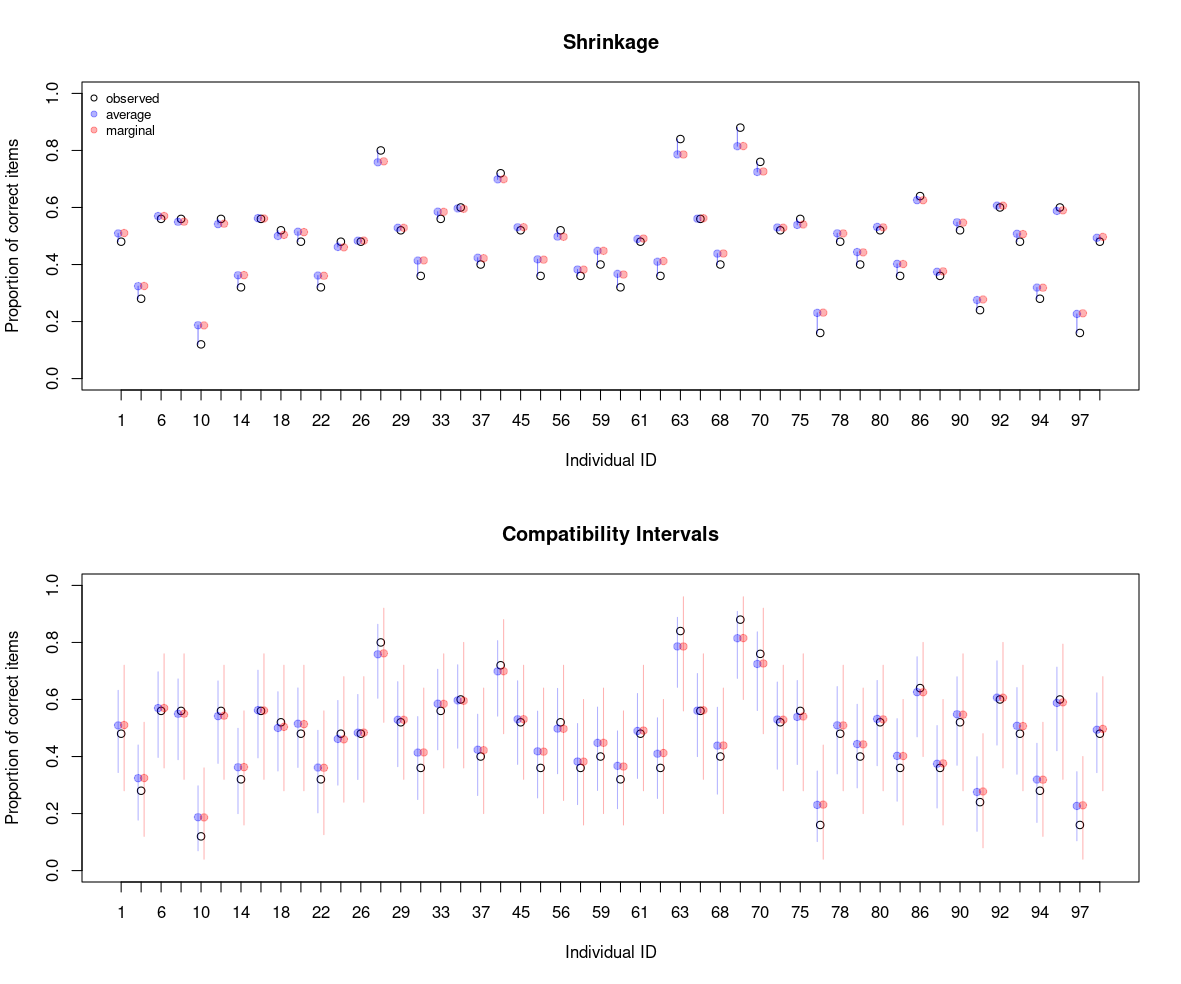 Shrinkage
observed
average
marginal
Proportion of correct items
1.0
0.8
0.6
0.4
0.2
0.0
1 6 10 14 18 22 26 29 33 37 45 56 59 61 63 68 70 75 78 80 86 90 92 94 97
Individual ID
Compatibility Intervals
Proportion of correct items
1.0
0.8
0.6
0.4
0.2
0.0
1 6 10 14 18 22 26 29 33 37 45 56 59 61 63 68 70 75 78 80 86 90 92 94 97
Individual ID